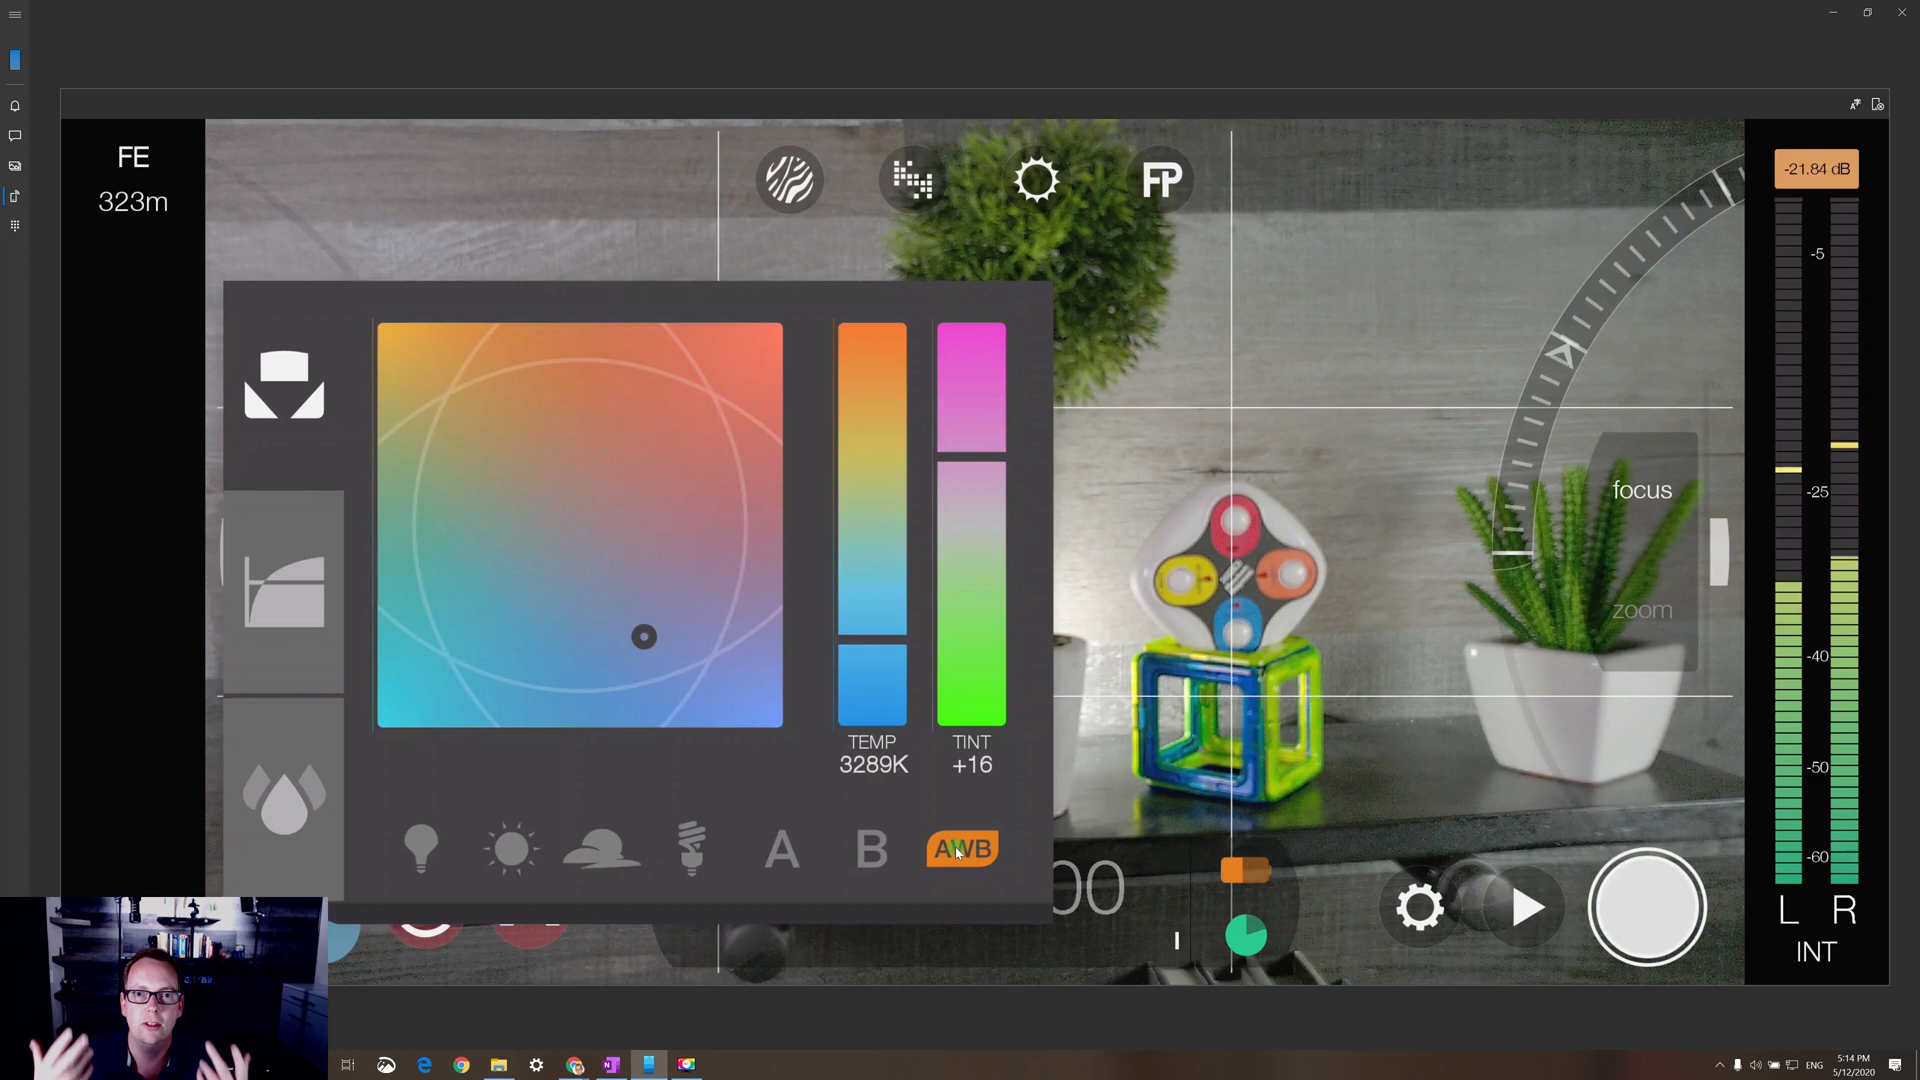 FE
323m
FP
-21.84 dB
-5
-25
-40
-50
-60
L R
INT
focus
zoom
TEMP
3289K
TINT
+16
A
B
AWB
00
ENG
5:14 PM
5/12/2020